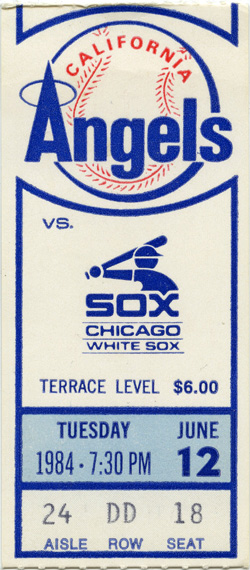 CALIFORNIA
Angels
VS.
SOX
CHICAGO
WHITE SOX
TERRACE LEVEL $6.00
TUESDAY JUNE
1984 · 7:30 PM 12
24 DD 18
AISLE ROW SEAT